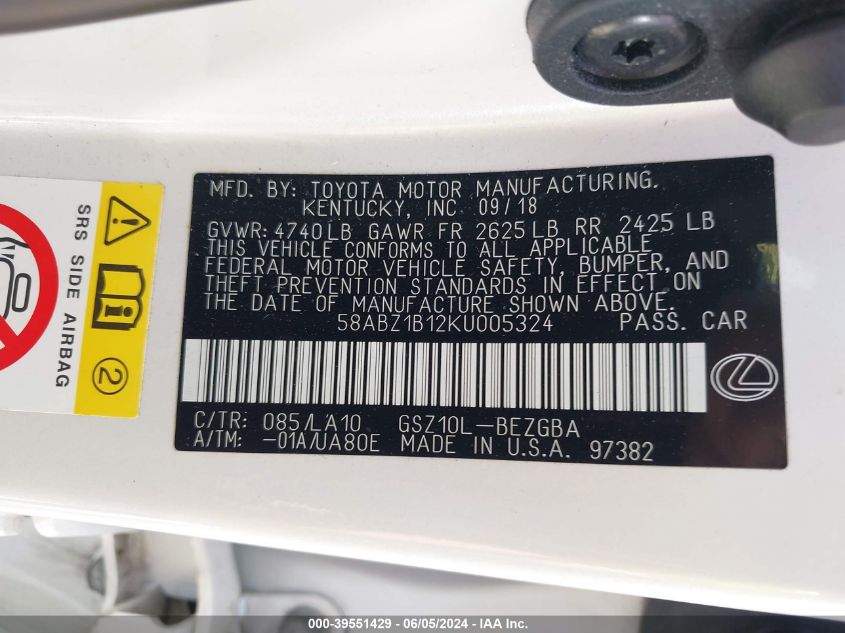 MFD. BY: TOYOTA MOTOR MANUFACTURING.
KENTUCKY, INC 09/18
GVWR: 4740LB GAWR FR 2625LB RR 2425 LB
THIS VEHICLE CONFORMS TO ALL APPLICABLE
FEDERAL MOTOR VEHICLE SAFETY, BUMPER, AND
THEFT PREVENTION STANDARDS IN EFFECT ON
THE DATE OF MANUFACTURE SHOWN ABOVE.
58ABZ1B12KU005324 PASS. CAR
C/TR: 085/LA10 GSZ10L-BEZGBA
A/TM: -01A/UA80E MADE IN U.S.A. 97382
SRS SIDE AIRBAG
2
000-39551429 - 06/05/2024 - IAA Inc.